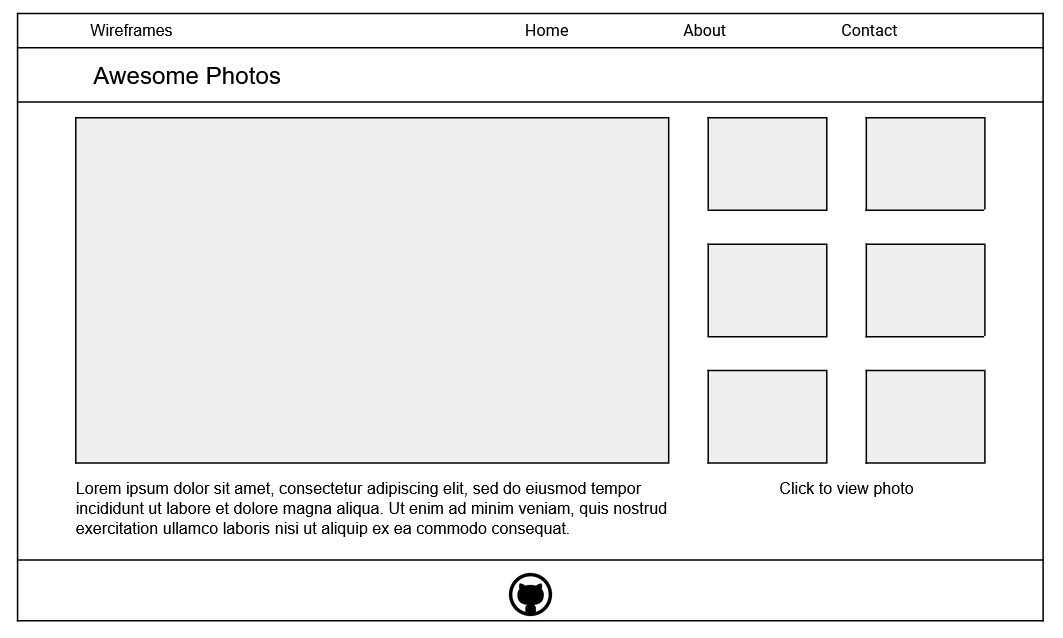 Wireframes Home About Contact
Awesome Photos
Lorem ipsum dolor sit amet, consectetur adipiscing elit, sed do eiusmod tempor
incididunt ut labore et dolore magna aliqua. Ut enim ad minim veniam, quis nostrud
exercitation ullamco laboris nisi ut aliquip ex ea commodo consequat.
Click to view photo